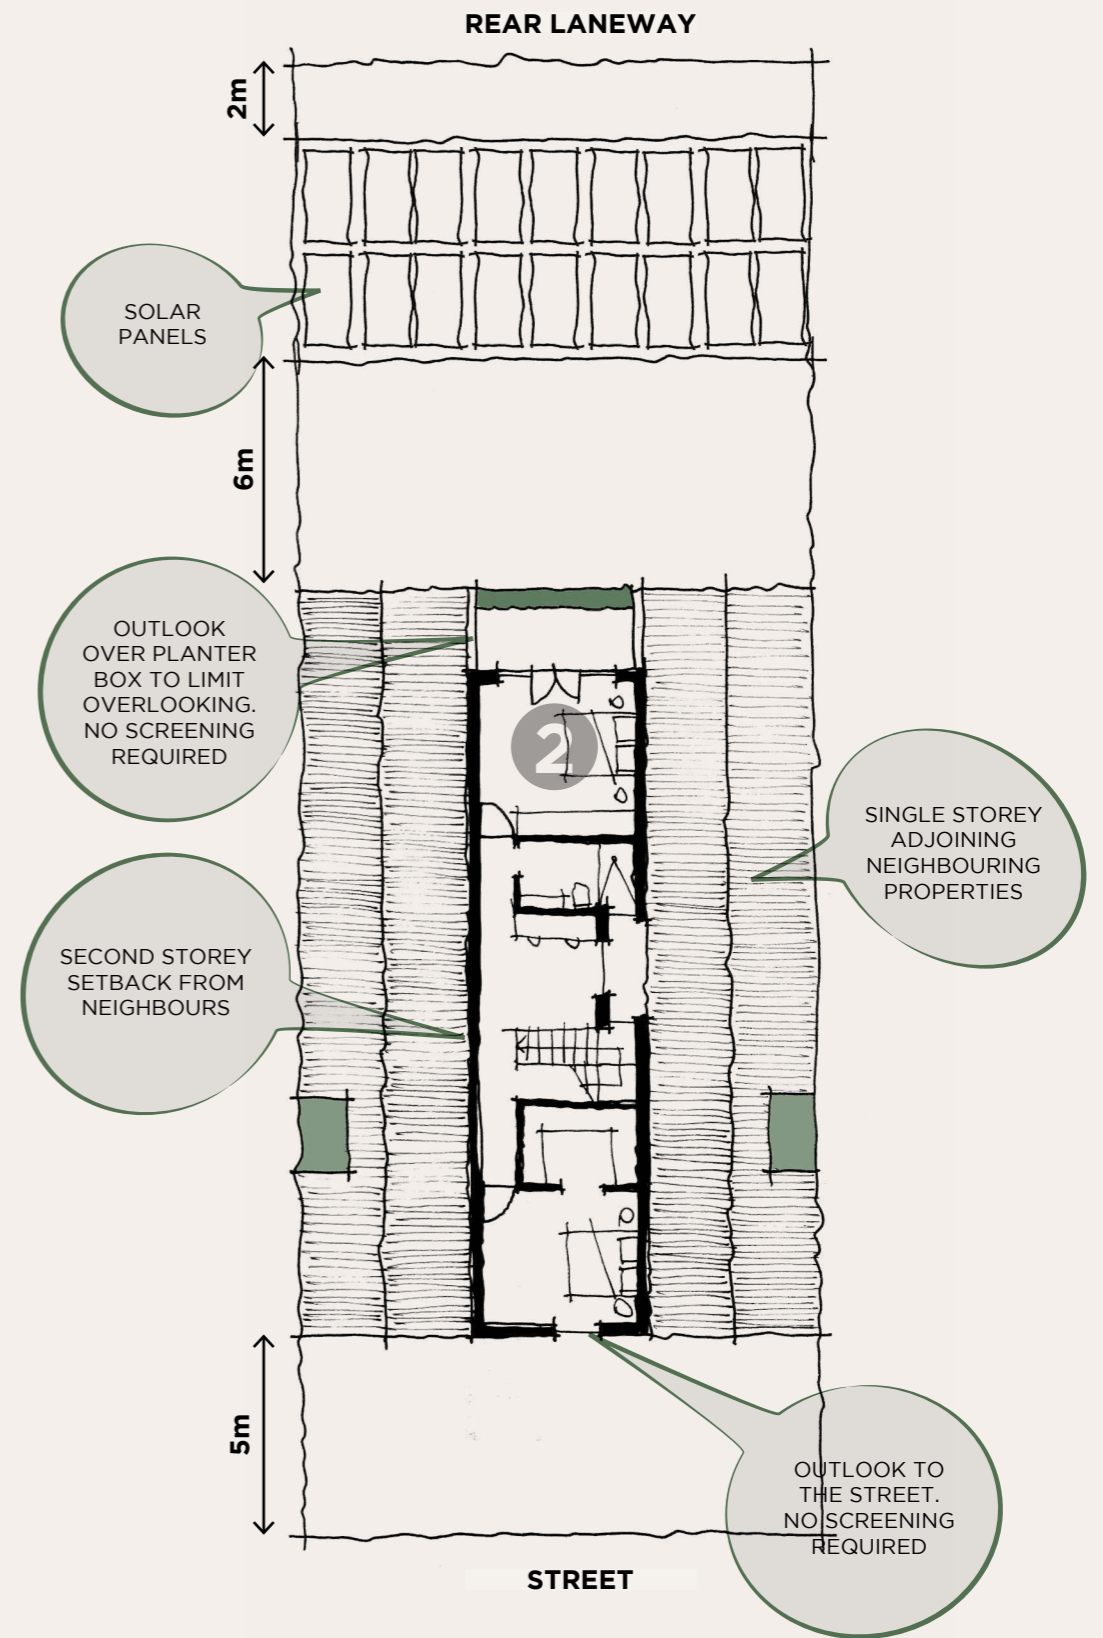 REAR LANEWAY
2m
SOLAR
PANELS
6m
OUTLOOK
OVER PLANTER
BOX TO LIMIT
OVERLOOKING.
NO SCREENING
REQUIRED
2
SINGLE STOREY
ADJOINING
NEIGHBOURING
PROPERTIES
SECOND STOREY
SETBACK FROM
NEIGHBOURS
5m
OUTLOOK TO
THE STREET.
NO SCREENING
REQUIRED
STREET